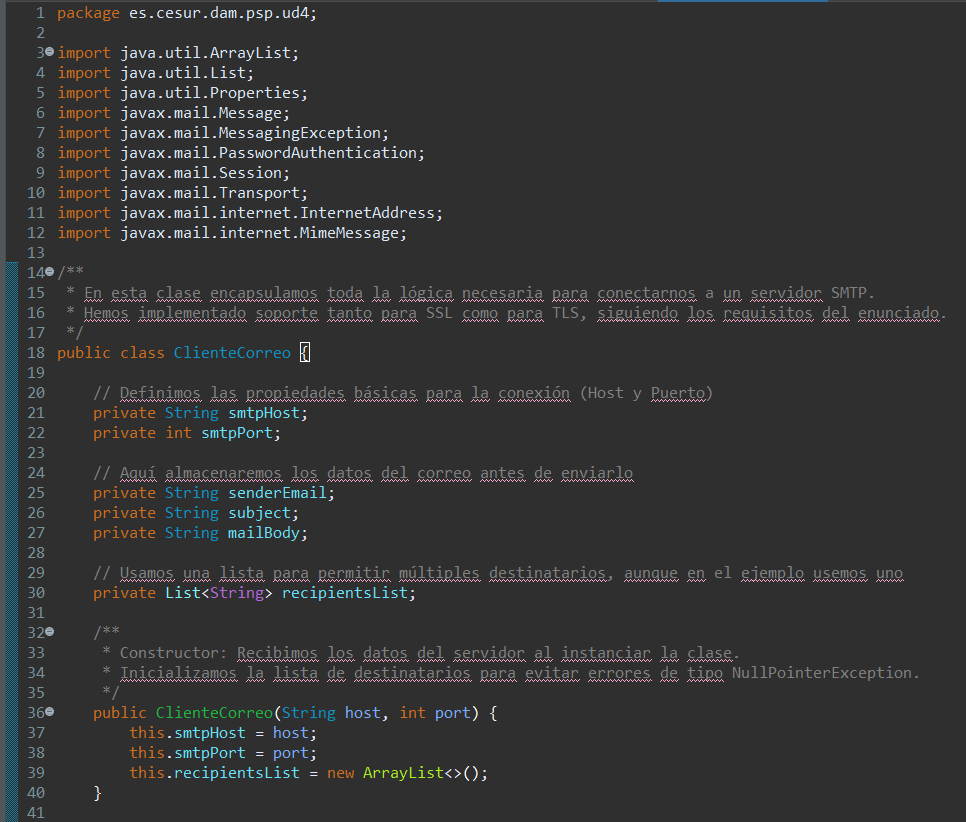 1 package es.cesur.dam.psp.ud4;
2
3 import java.util.ArrayList;
4 import java.util.List;
5 import java.util.Properties;
6 import javax.mail.Message;
7 import javax.mail.MessagingException;
8 import javax.mail.PasswordAuthentication;
9 import javax.mail.Session;
10 import javax.mail.Transport;
11 import javax.mail.internet.InternetAddress;
12 import javax.mail.internet.MimeMessage;
13
14 /**
15  * En esta clase encapsulamos toda la lógica necesaria para conectarnos a un servidor SMTP.
16  * Hemos implementado soporte tanto para SSL como para TLS, siguiendo los requisitos del enunciado.
17  */
18 public class ClienteCorreo {
19
20     // Definimos las propiedades básicas para la conexión (Host y Puerto)
21     private String smtpHost;
22     private int smtpPort;
23
24     // Aquí almacenaremos los datos del correo antes de enviarlo
25     private String senderEmail;
26     private String subject;
27     private String mailBody;
28
29     // Usamos una lista para permitir múltiples destinatarios, aunque en el ejemplo usemos uno
30     private List<String> recipientsList;
31
32     /**
33      * Constructor: Recibimos los datos del servidor al instanciar la clase.
34      * Inicializamos la lista de destinatarios para evitar errores de tipo NullPointerException.
35      */
36     public ClienteCorreo(String host, int port) {
37         this.smtpHost = host;
38         this.smtpPort = port;
39         this.recipientsList = new ArrayList<>();
40     }
41